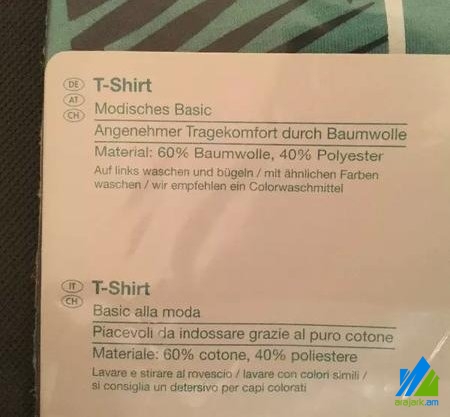 DE T-Shirt
AT Modisches Basic
CH
Angenehmer Tragekomfort durch Baumwolle
Material: 60% Baumwolle, 40% Polyester
Auf links waschen und bügeln / mit ähnlichen Farben
waschen / wir empfehlen ein Colorwaschmittel
IT T-Shirt
CH Basic alla moda
Piacevoli da indossare grazie al puro cotone
Materiale: 60% cotone, 40% poliestere
Lavare e stirare al rovescio / lavare con colori simili /
si consiglia un detersivo per capi colorati
arajark.am